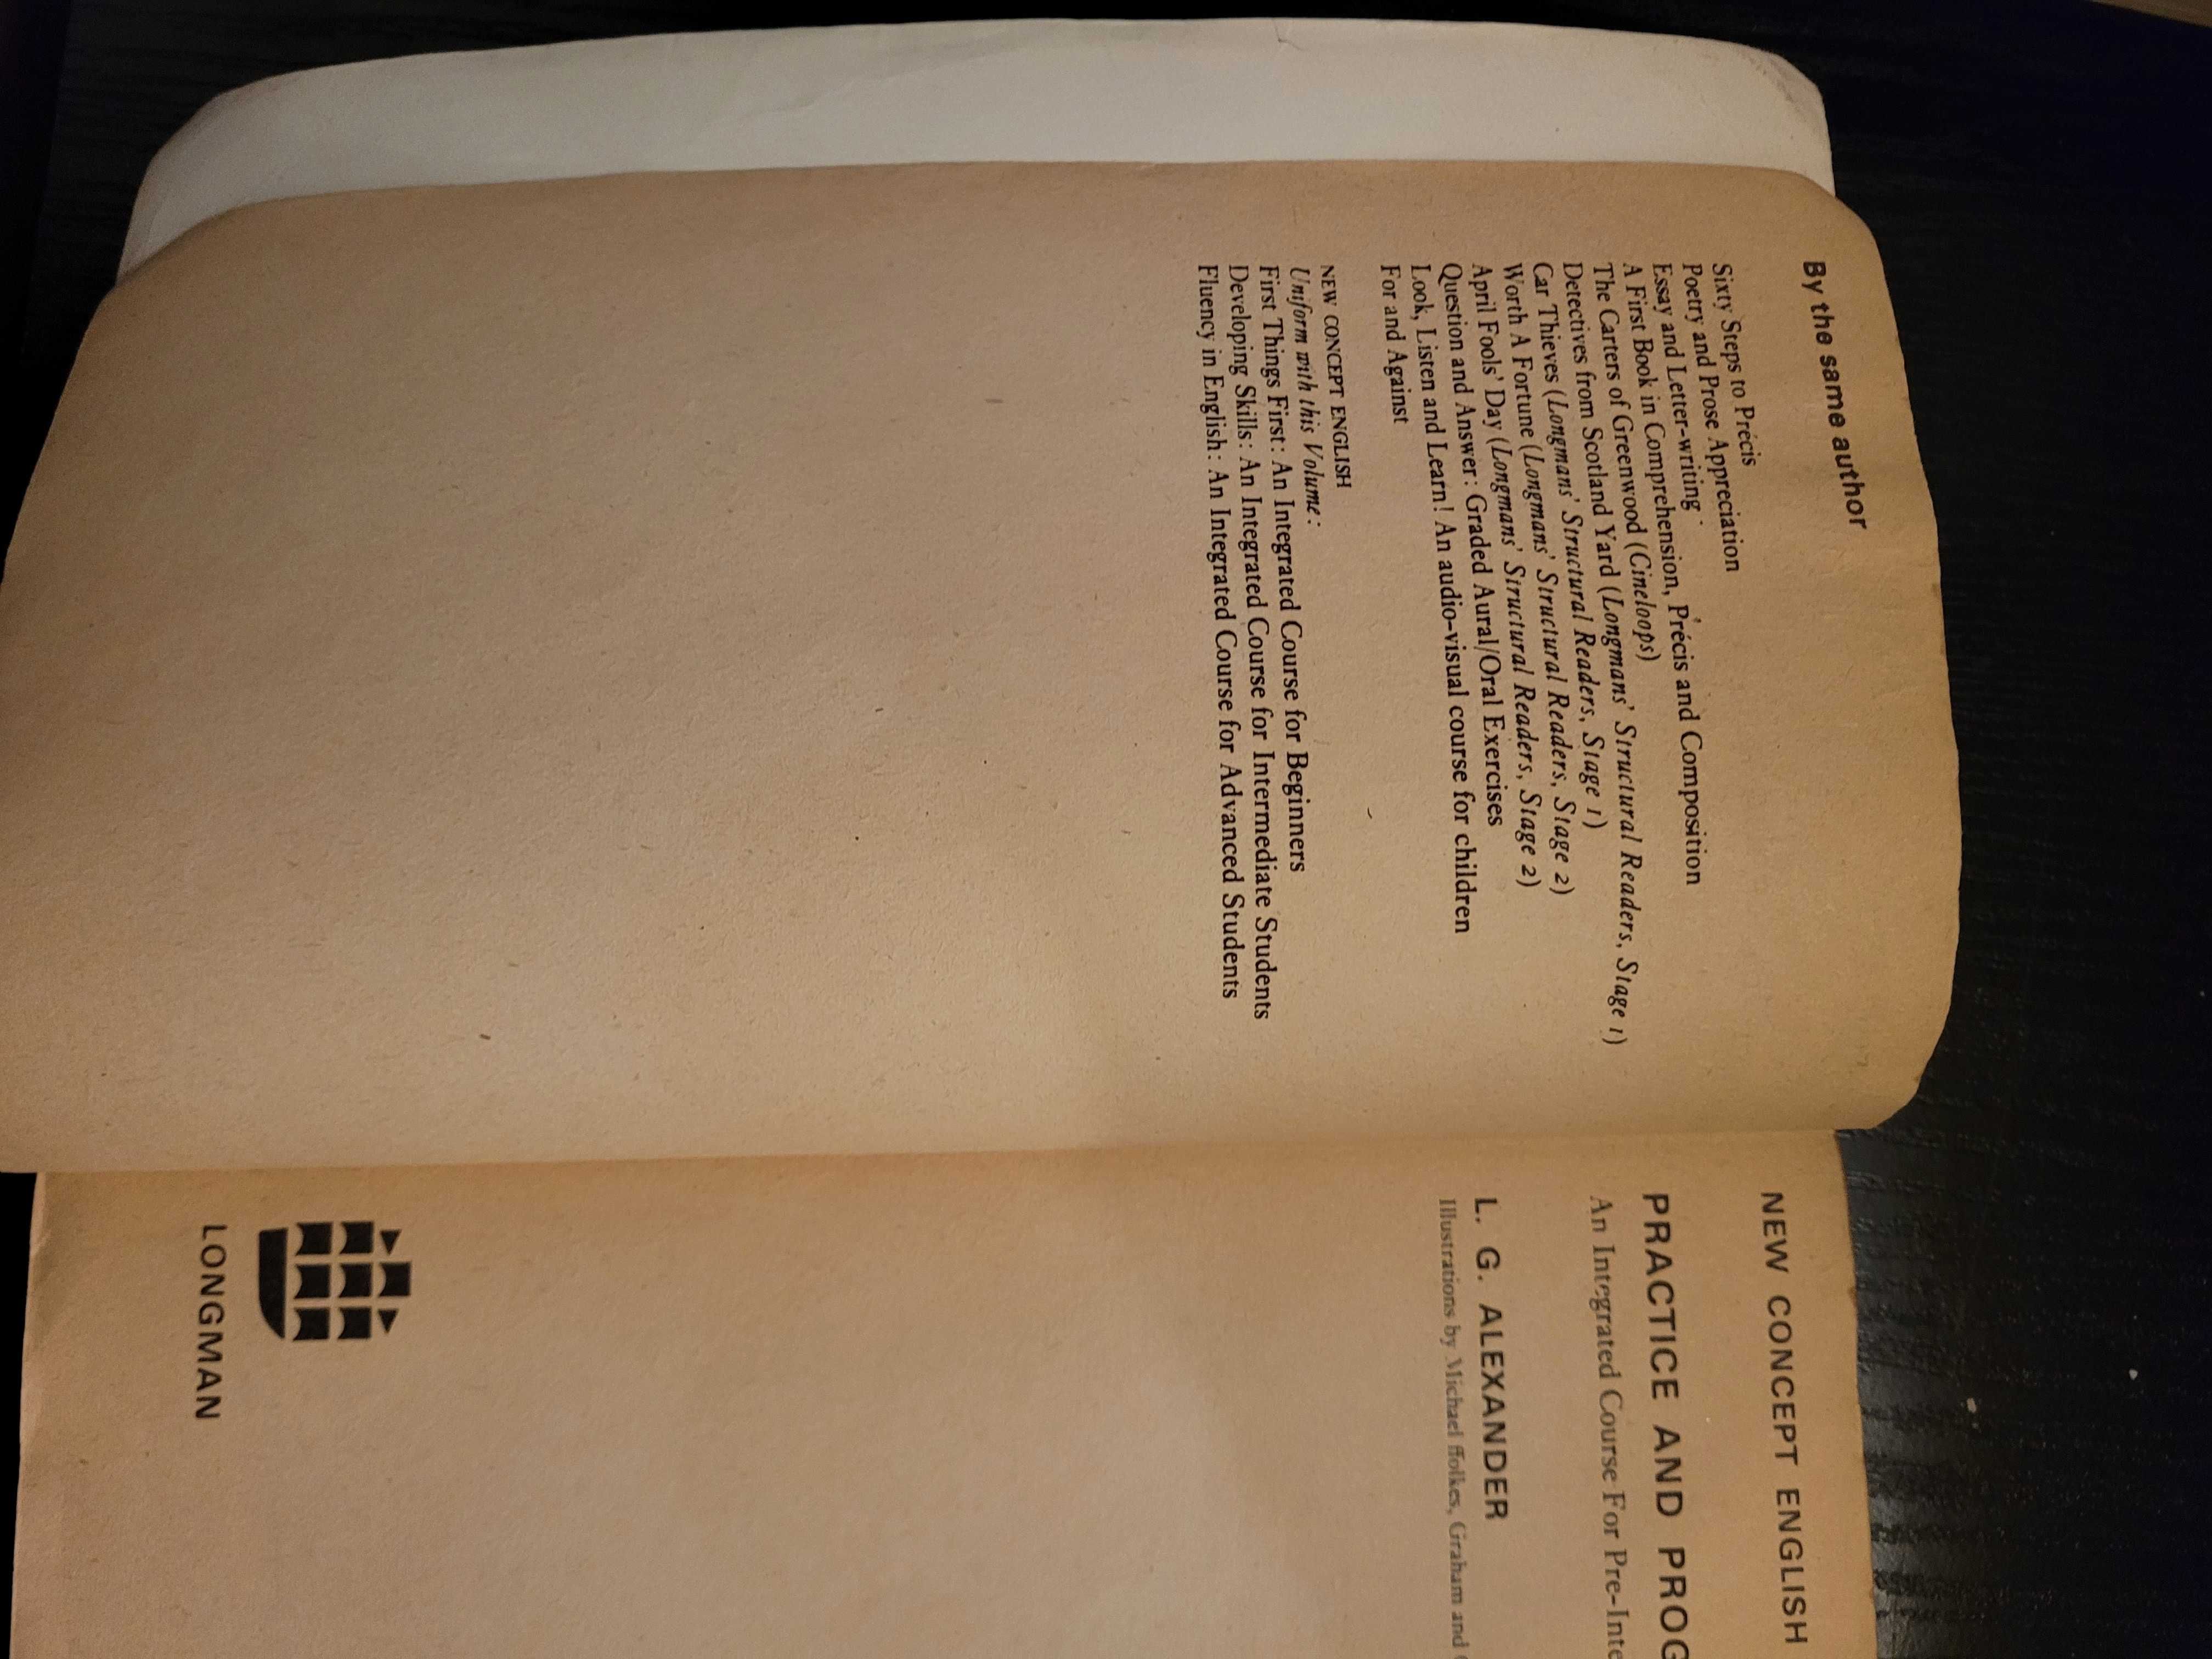 By the same author
Sixty Steps to Précis
Poetry and Prose Appreciation
Essay and Letter-writing
A First Book in Comprehension, Précis and Composition
The Carters of Greenwood (Cineloops)
Detectives from Scotland Yard (Longmans' Structural Readers, Stage 1)
Car Thieves (Longmans' Structural Readers, Stage 1)
Worth A Fortune (Longmans' Structural Readers, Stage 2)
April Fools' Day (Longmans' Structural Readers, Stage 2)
Question and Answer: Graded Aural/Oral Exercises
Look, Listen and Learn! An audio-visual course for children
For and Against
NEW CONCEPT ENGLISH
Uniform with this Volume:
First Things First: An Integrated Course for Beginners
Developing Skills: An Integrated Course for Intermediate Students
Fluency in English: An Integrated Course for Advanced Students
NEW CONCEPT ENGLISH
PRACTICE AND PROG
An Integrated Course For Pre-Inte
L. G. ALEXANDER
Illustrations by Michael ffolkes, Graham and
LONGMAN